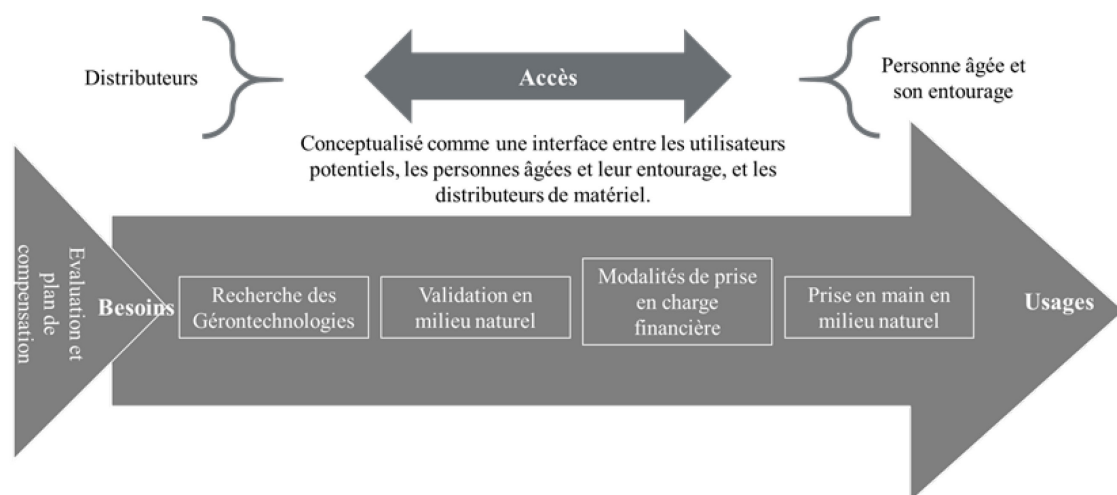 Distributeurs
Accès
Personne âgée et
son entourage
Conceptualisé comme une interface entre les utilisateurs
potentiels, les personnes âgées et leur entourage, et les
distributeurs de matériel.
Evaluation et
plan de
compensation
Besoins
Recherche des
Gérontechnologies
Validation en
milieu naturel
Modalités de prise
en charge
financière
Prise en main en
milieu naturel
Usages